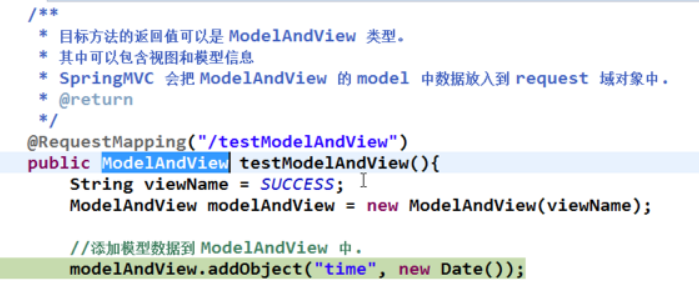 /**
 * 目标方法的返回值可以是 ModelAndView 类型.
 * 其中可以包含视图和模型信息
 * SpringMVC 会把 ModelAndView 的 model 中数据放入到 request 域对象中.
 * @return
 */
@RequestMapping("/testModelAndView")
public ModelAndView testModelAndView(){
String viewName = SUCCESS;
ModelAndView modelAndView = new ModelAndView(viewName);
//添加模型数据到 ModelAndView 中.
modelAndView.addObject("time", new Date());